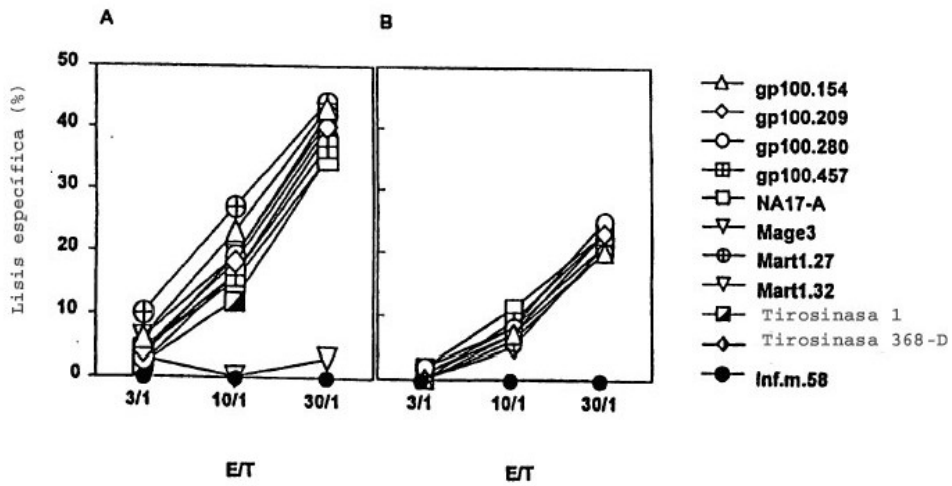 A
B
Lisis específica (%)
50
40
30
20
10
0
3/1
10/1
30/1
3/1
10/1
30/1
E/T
E/T
gp100.154
gp100.209
gp100.280
gp100.457
NA17-A
Mage3
Mart1.27
Mart1.32
Tirosinasa 1
Tirosinasa 368-D
Inf.m.58